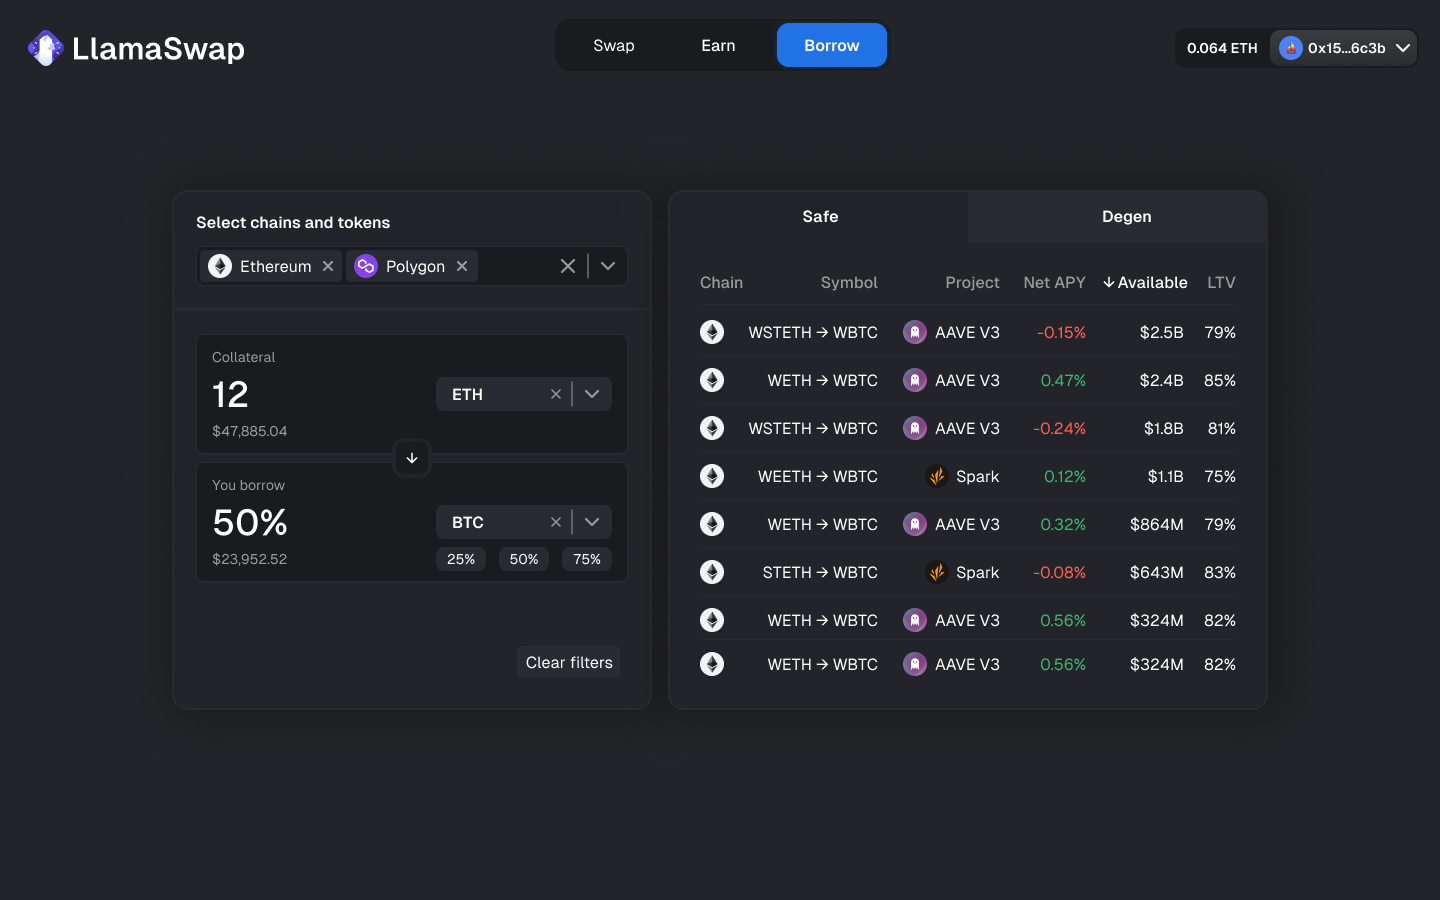 LlamaSwap
Swap Earn Borrow
0.064 ETH 0x15...6c3b
Select chains and tokens
Ethereum Polygon
Collateral
12
ETH
$47,885.04
You borrow
50%
BTC
$23,952.52
25% 50% 75%
Clear filters
Safe Degen
Chain Symbol Project Net APY ↓ Available LTV
WSTETH → WBTC AAVE V3 -0.15% $2.5B 79%
WETH → WBTC AAVE V3 0.47% $2.4B 85%
WSTETH → WBTC AAVE V3 -0.24% $1.8B 81%
WEETH → WBTC Spark 0.12% $1.1B 75%
WETH → WBTC AAVE V3 0.32% $864M 79%
STETH → WBTC Spark -0.08% $643M 83%
WETH → WBTC AAVE V3 0.56% $324M 82%
WETH → WBTC AAVE V3 0.56% $324M 82%